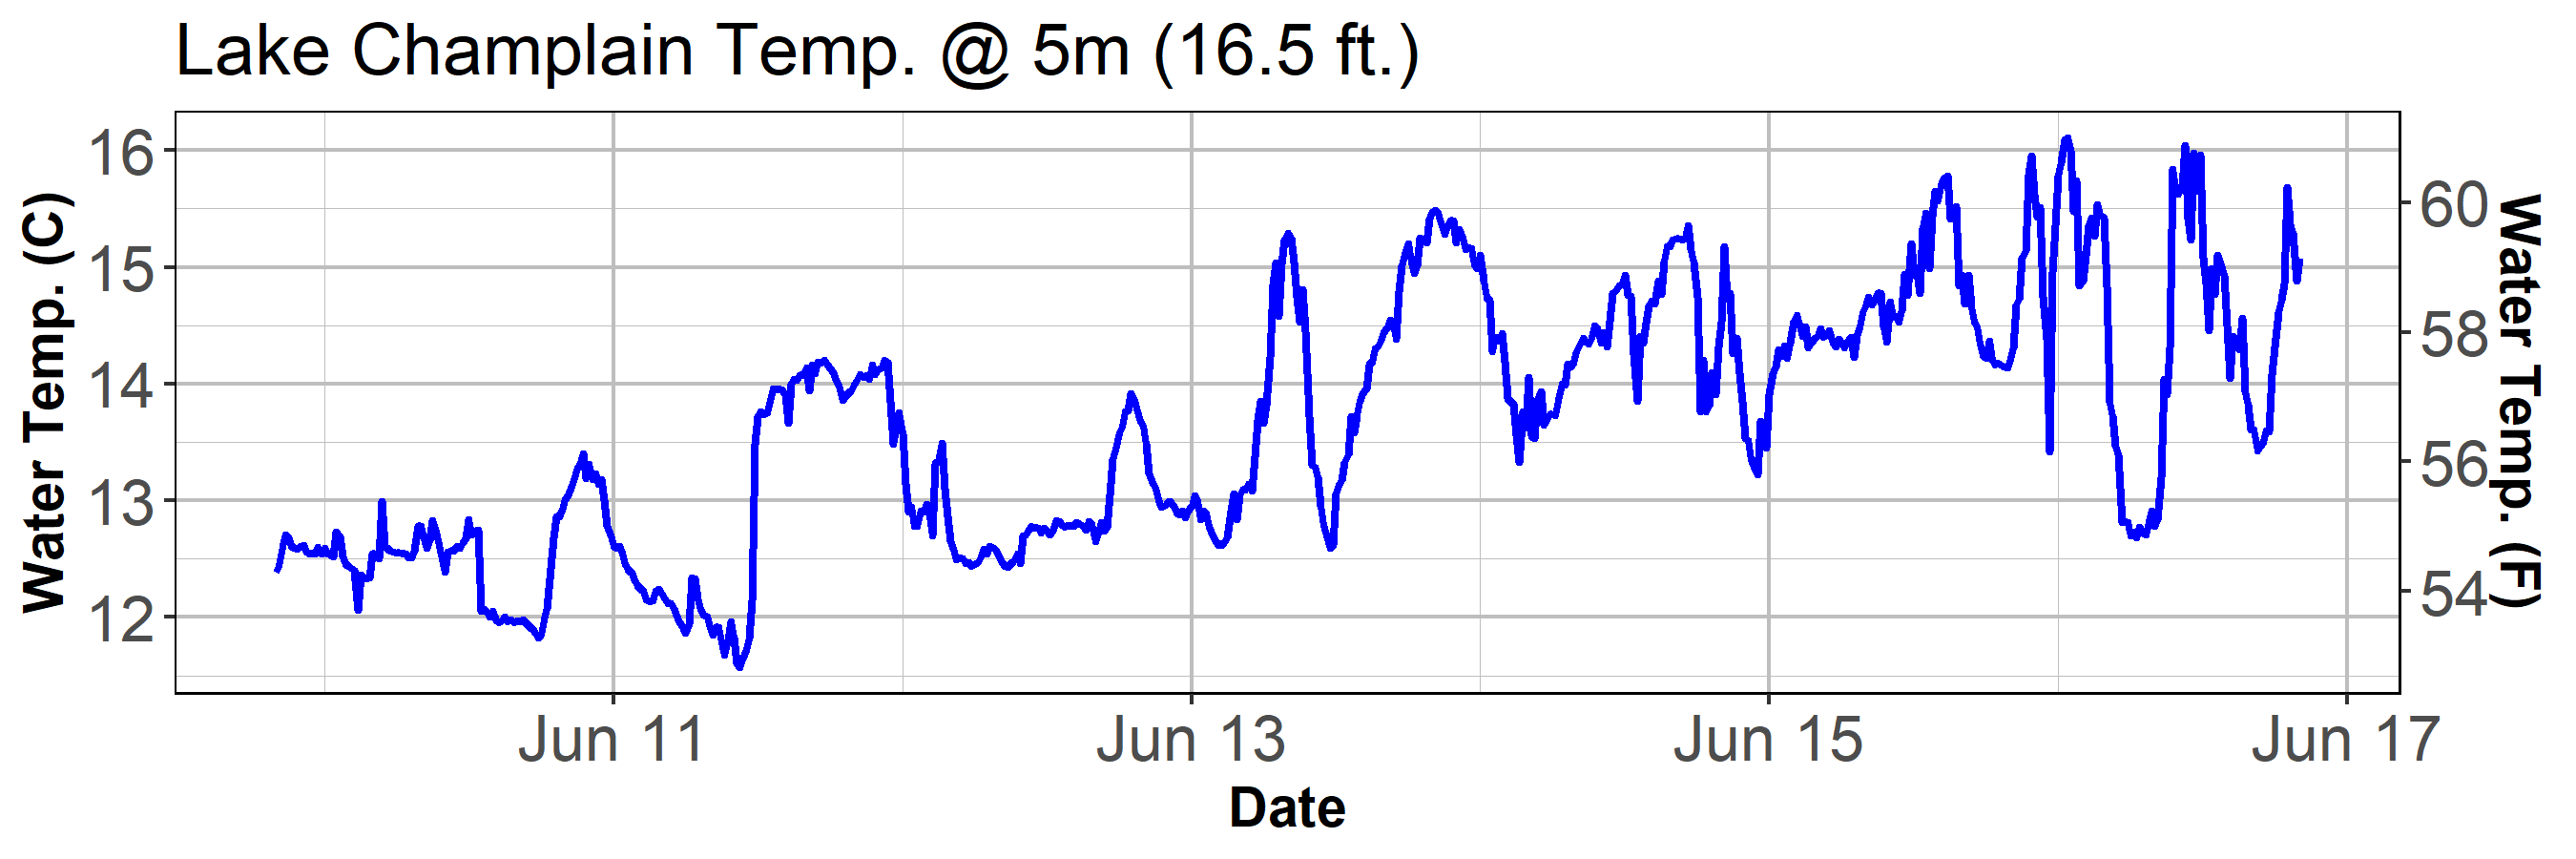 Lake Champlain Temp. @ 5m (16.5 ft.)
Water Temp. (C)
16
15
14
13
12
60
58
56
54
Water Temp. (F)
Jun 11
Jun 13
Jun 15
Jun 17
Date